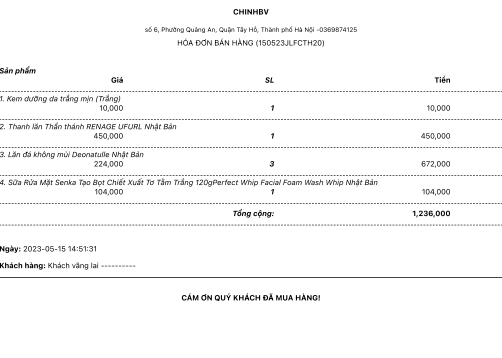 CHINHBV
số 6, Phường Quảng An, Quận Tây Hồ, Thành phố Hà Nội -0369874125
HÓA ĐƠN BÁN HÀNG (150523JLFCTH20)
Sản phẩm
Giá SL Tiền
1. Kem dưỡng da trắng mịn (Trắng)
10,000 1 10,000
2. Thanh lăn Thần thánh RENAGE UFURL Nhật Bản
450,000 1 450,000
3. Lăn đá không mùi Deonatulle Nhật Bản
224,000 3 672,000
4. Sữa Rửa Mặt Senka Tạo Bọt Chiết Xuất Tơ Tằm Trắng 120gPerfect Whip Facial Foam Wash Whip Nhật Bản
104,000 1 104,000
Tổng cộng: 1,236,000
Ngày: 2023-05-15 14:51:31
Khách hàng: Khách vãng lai ----------
CÁM ƠN QUÝ KHÁCH ĐÃ MUA HÀNG!